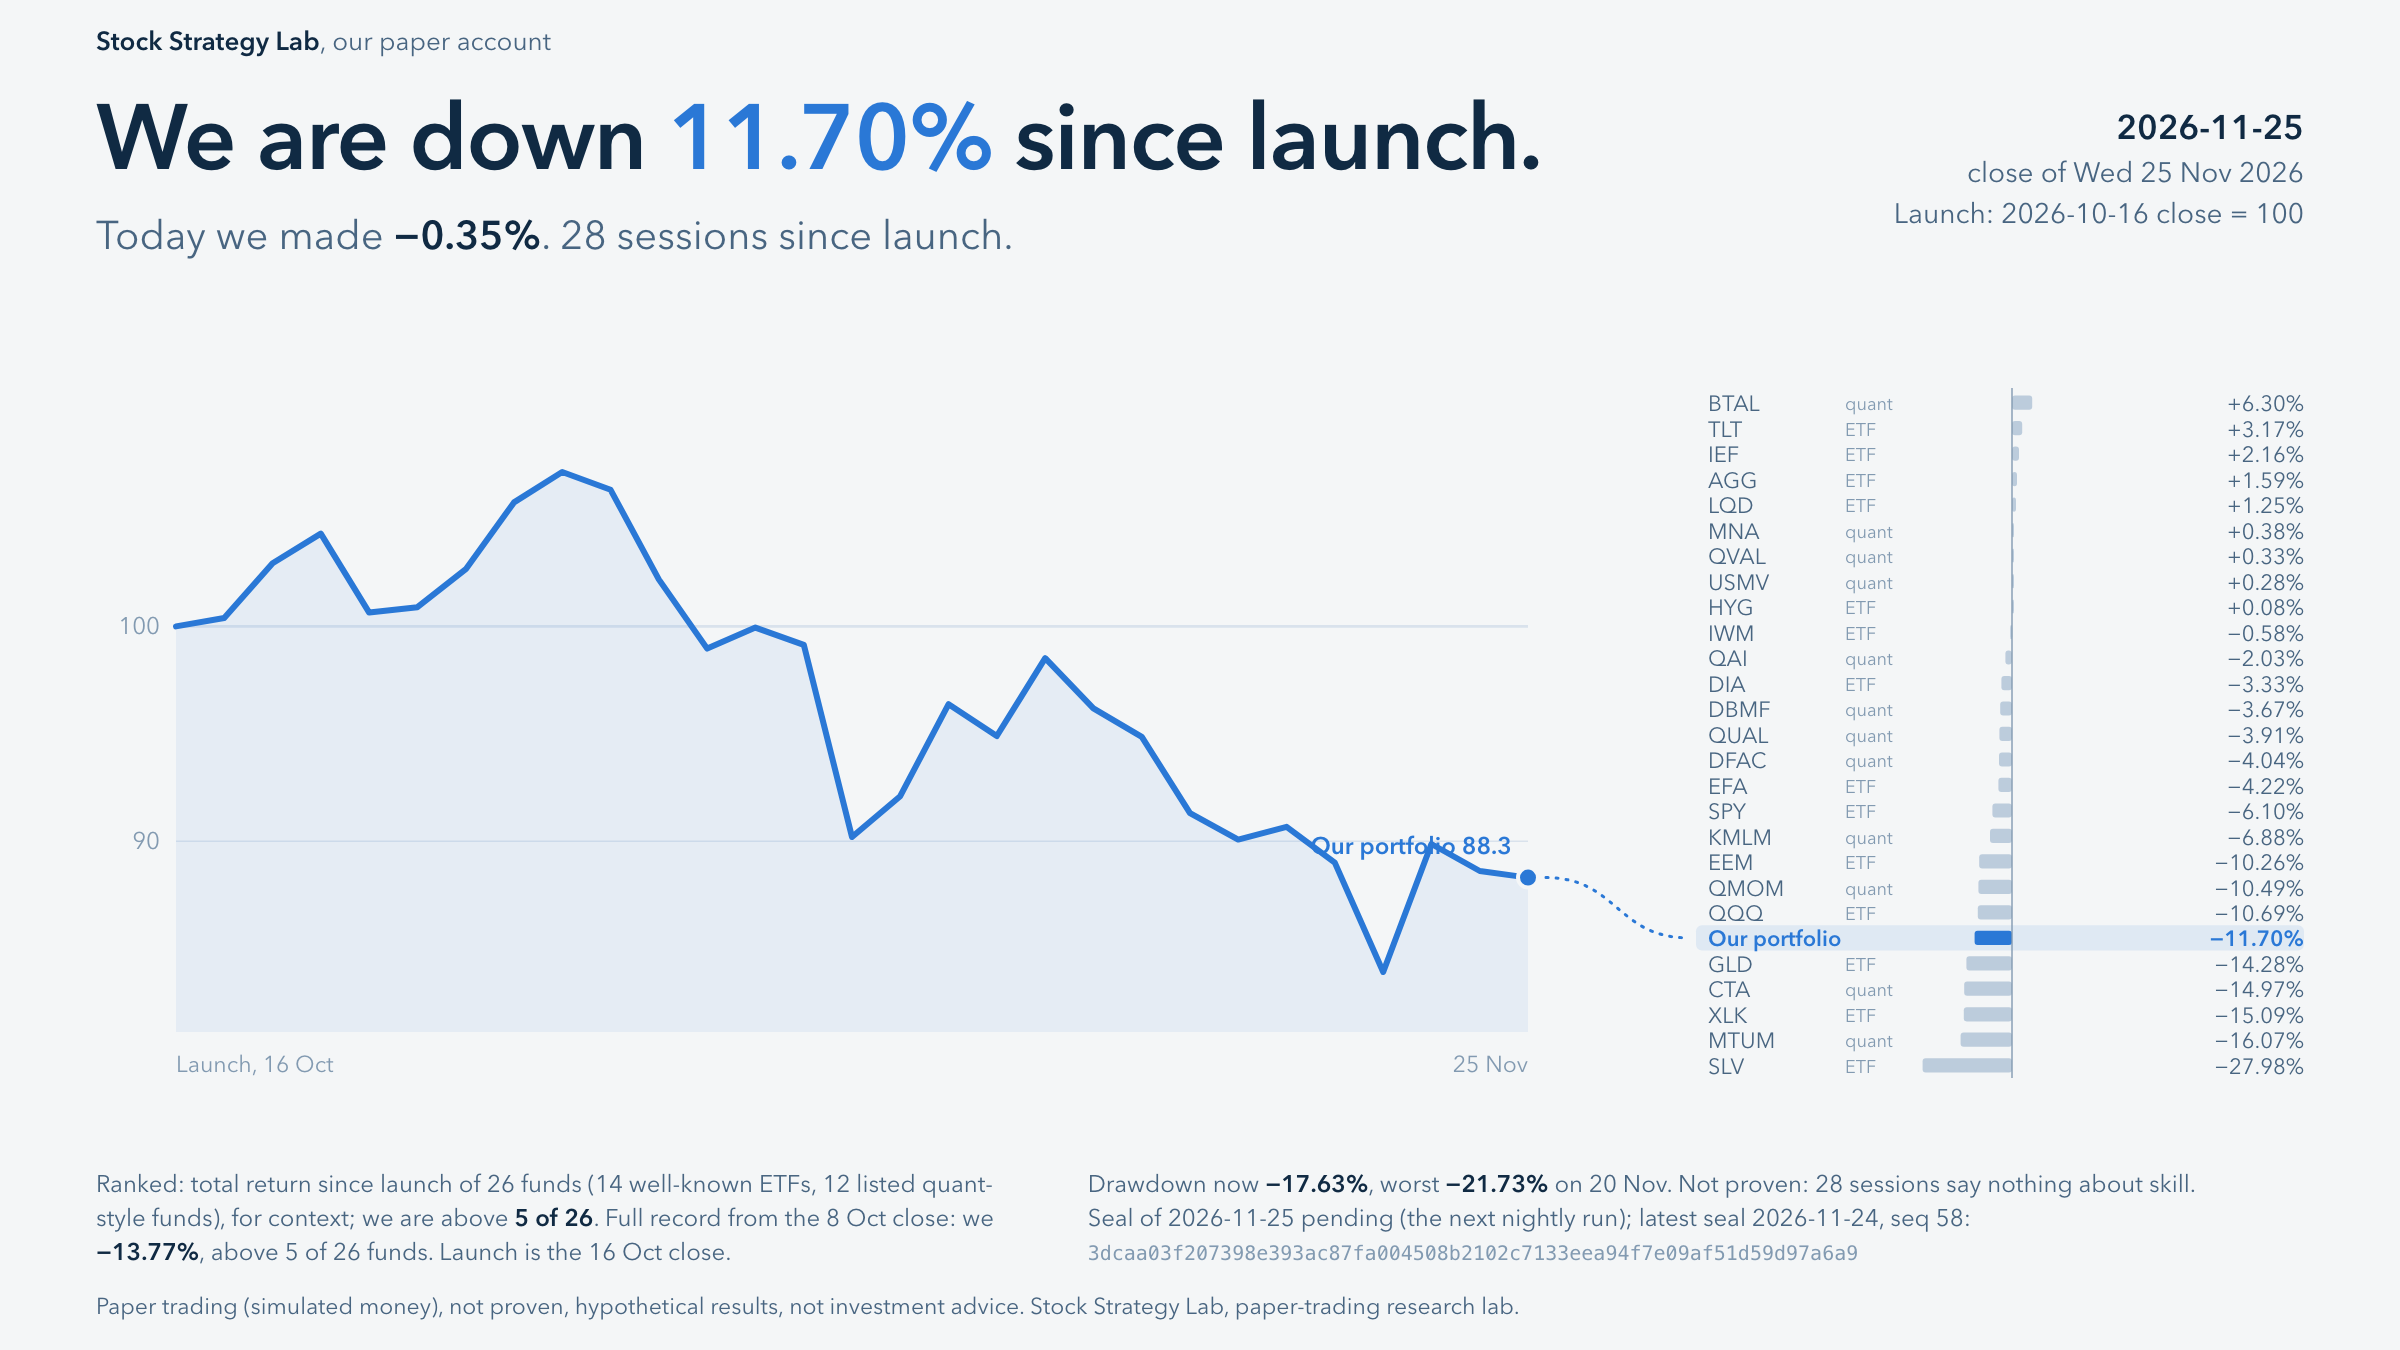 Stock Strategy Lab, our paper account
We are down 11.70% since launch.
Today we made −0.35%. 28 sessions since launch.
2026-11-25
close of Wed 25 Nov 2026
Launch: 2026-10-16 close = 100
100
90
Our portfolio 88.3
Launch, 16 Oct
25 Nov
BTAL quant +6.30%
TLT ETF +3.17%
IEF ETF +2.16%
AGG ETF +1.59%
LQD ETF +1.25%
MNA quant +0.38%
QVAL quant +0.33%
USMV quant +0.28%
HYG ETF +0.08%
IWM ETF −0.58%
QAI quant −2.03%
DIA ETF −3.33%
DBMF quant −3.67%
QUAL quant −3.91%
DFAC quant −4.04%
EFA ETF −4.22%
SPY ETF −6.10%
KMLM quant −6.88%
EEM ETF −10.26%
QMOM quant −10.49%
QQQ ETF −10.69%
Our portfolio −11.70%
GLD ETF −14.28%
CTA quant −14.97%
XLK ETF −15.09%
MTUM quant −16.07%
SLV ETF −27.98%
Ranked: total return since launch of 26 funds (14 well-known ETFs, 12 listed quant-
style funds), for context; we are above 5 of 26. Full record from the 8 Oct close: we
−13.77%, above 5 of 26 funds. Launch is the 16 Oct close.
Drawdown now −17.63%, worst −21.73% on 20 Nov. Not proven: 28 sessions say nothing about skill.
Seal of 2026-11-25 pending (the next nightly run); latest seal 2026-11-24, seq 58:
3dcaa03f207398e393ac87fa004508b2102c7133eea94f7e09af51d59d97a6a9
Paper trading (simulated money), not proven, hypothetical results, not investment advice. Stock Strategy Lab, paper-trading research lab.